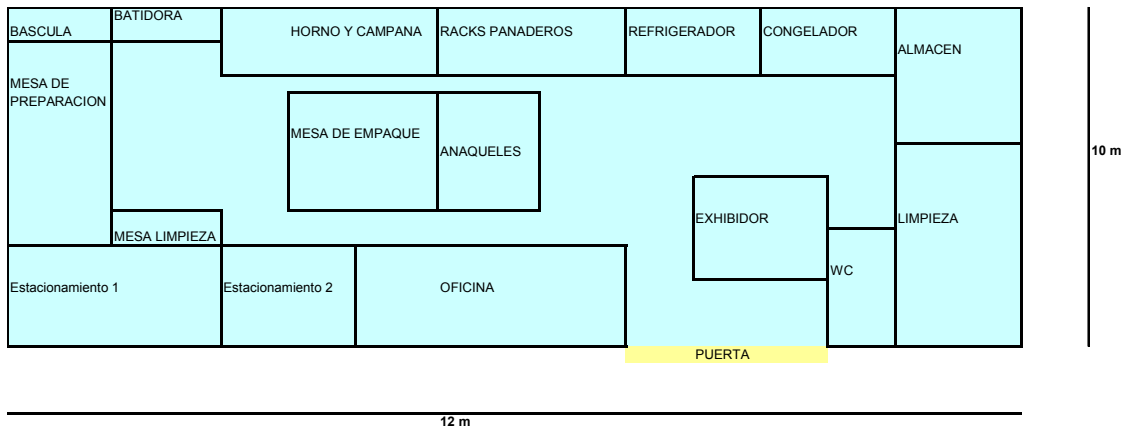 BASCULA
BATIDORA
HORNO Y CAMPANA
RACKS PANADEROS
REFRIGERADOR
CONGELADOR
ALMACEN
MESA DE
PREPARACION
MESA DE EMPAQUE
ANAQUELES
10 m
EXHIBIDOR
LIMPIEZA
MESA LIMPIEZA
WC
Estacionamiento 1
Estacionamiento 2
OFICINA
PUERTA
12 m